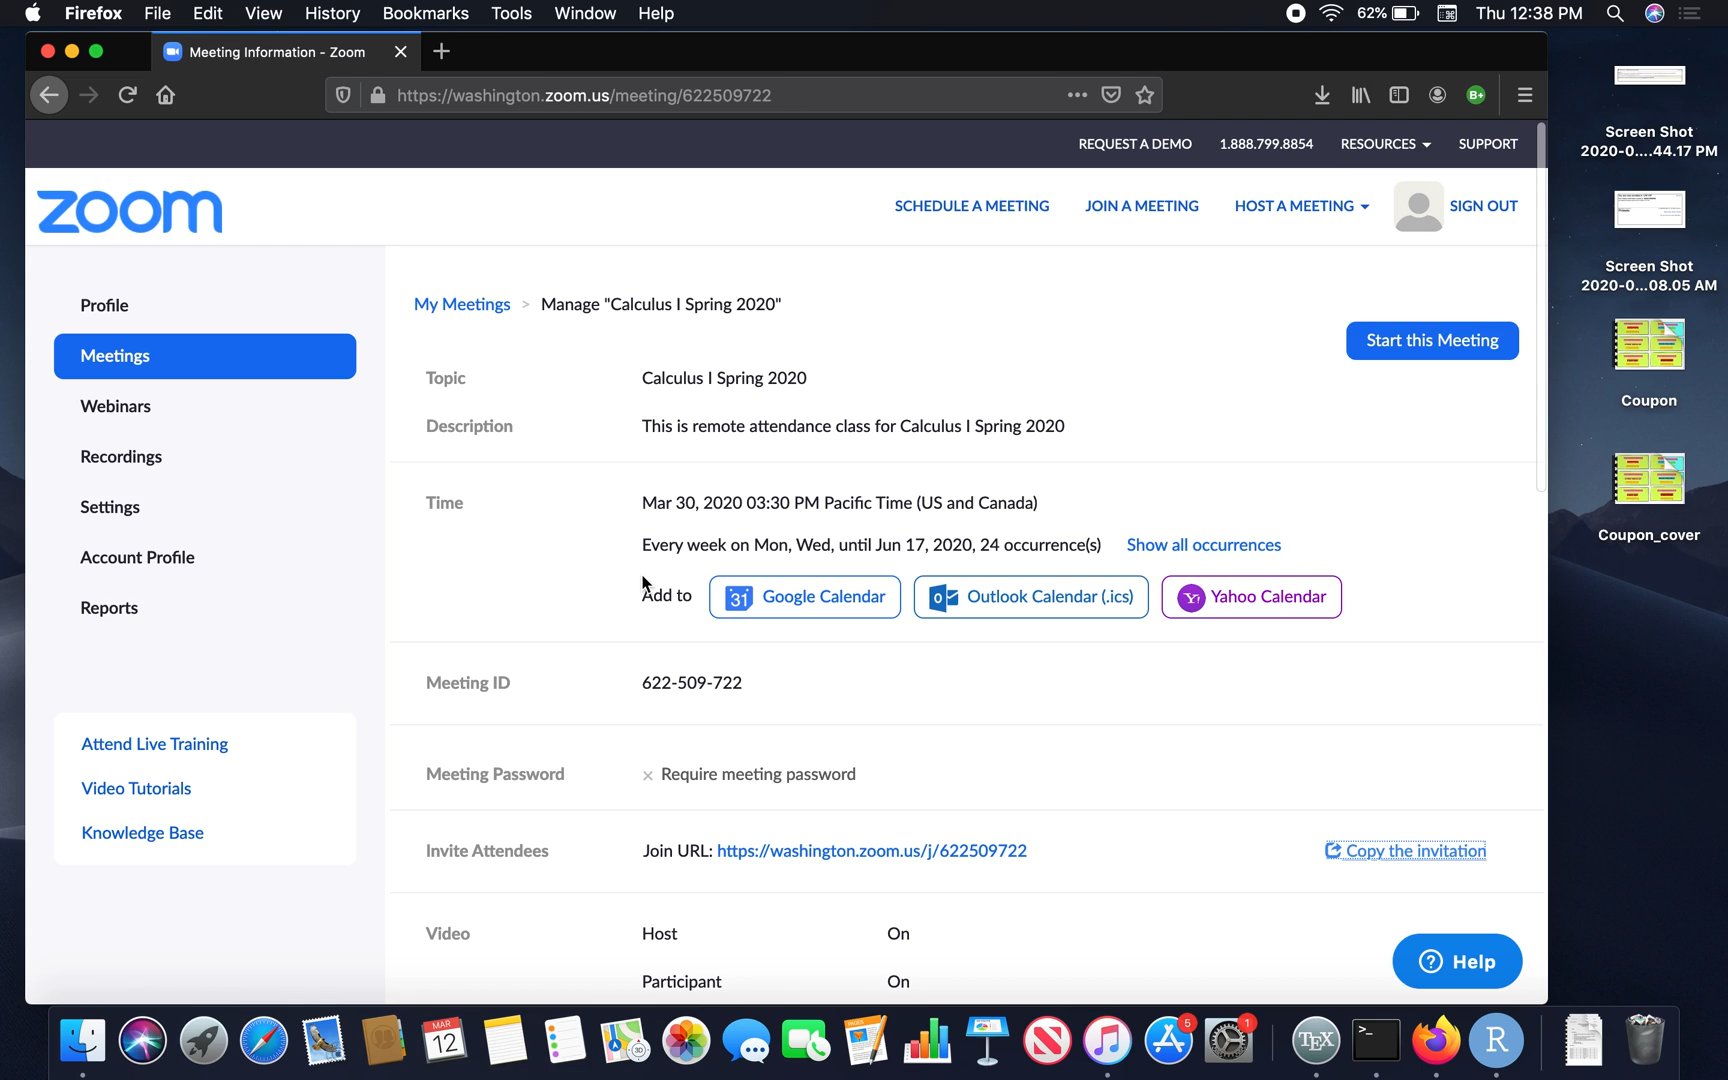 Firefox File Edit View History Bookmarks Tools Window Help 62% Thu 12:38 PM
Meeting Information - Zoom
https://washington.zoom.us/meeting/622509722
B+
REQUEST A DEMO 1.888.799.8854 RESOURCES SUPPORT
zoom SCHEDULE A MEETING JOIN A MEETING HOST A MEETING SIGN OUT
Profile
Meetings
Webinars
Recordings
Settings
Account Profile
Reports
Attend Live Training
Video Tutorials
Knowledge Base
My Meetings > Manage "Calculus I Spring 2020"
Start this Meeting
Topic Calculus I Spring 2020
Description This is remote attendance class for Calculus I Spring 2020
Time Mar 30, 2020 03:30 PM Pacific Time (US and Canada)
Every week on Mon, Wed, until Jun 17, 2020, 24 occurrence(s) Show all occurrences
Add to 31 Google Calendar Outlook Calendar (.ics) Yahoo Calendar
Meeting ID 622-509-722
Meeting Password × Require meeting password
Invite Attendees Join URL: https://washington.zoom.us/j/622509722 Copy the invitation
Video Host On
Participant On
Help
Screen Shot
2020-0....44.17 PM
Screen Shot
2020-0...08.05 AM
Coupon
Coupon_cover
MAR
12
3D
PAGES
5
1
TEX
>_
R